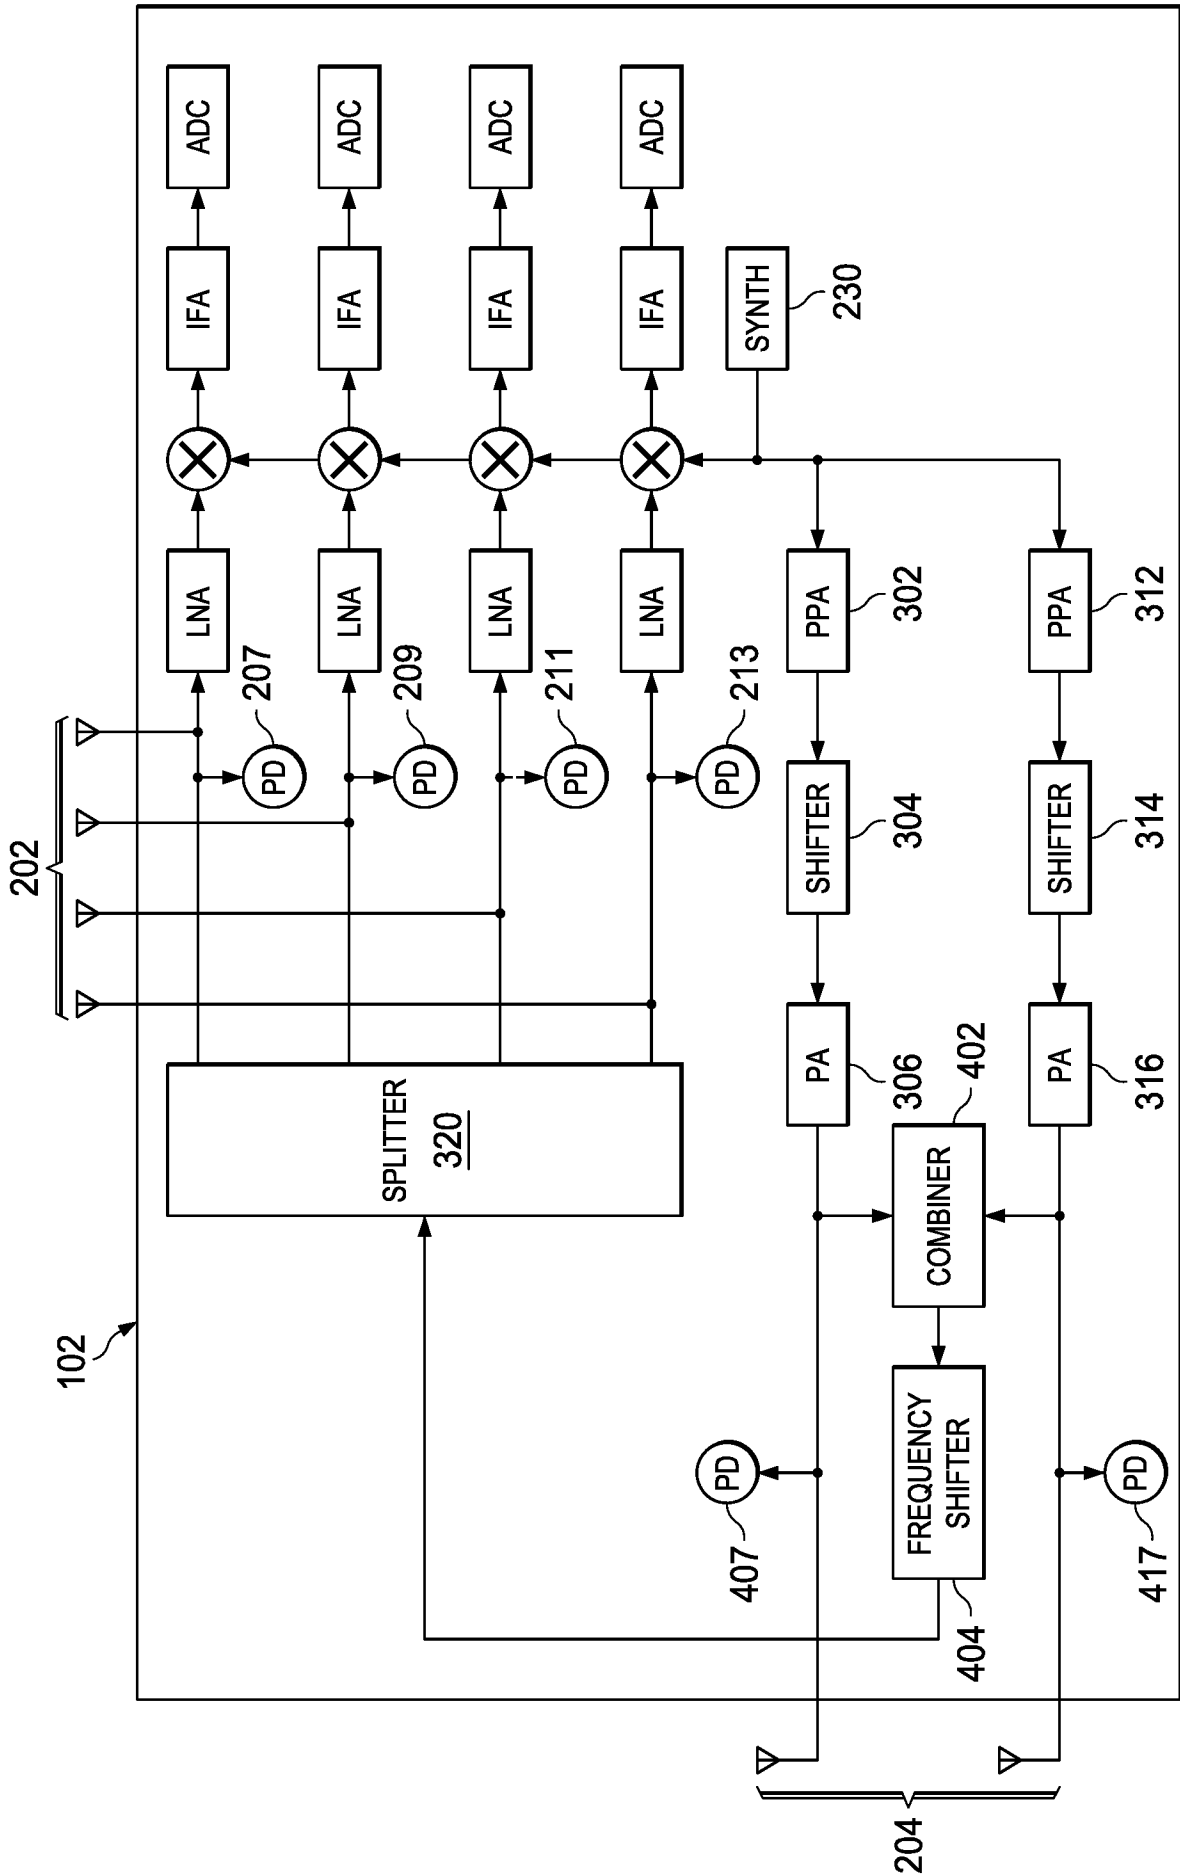 102
202
SPLITTER
320
LNA
IFA
ADC
PD
207
LNA
IFA
ADC
PD
209
LNA
IFA
ADC
PD
211
LNA
IFA
ADC
PD
213
SYNTH
230
PPA
302
SHIFTER
304
PA
306
PD
407
COMBINER
402
FREQUENCY
SHIFTER
404
PPA
312
SHIFTER
314
PA
316
PD
417
204